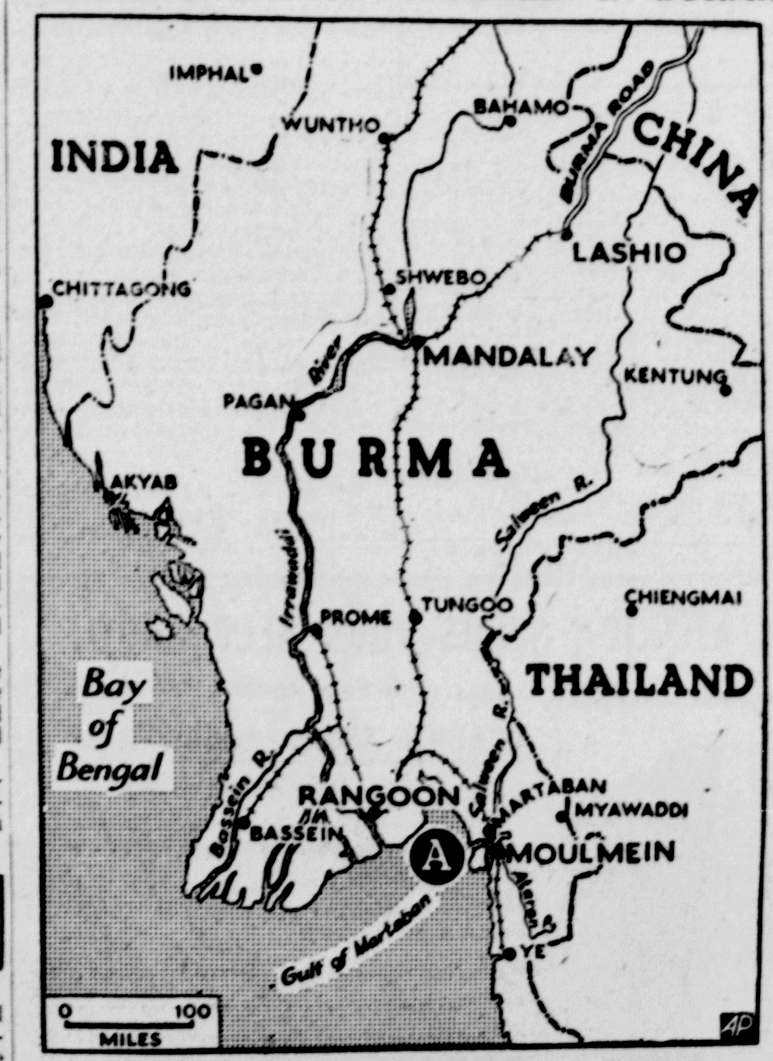 IMPHAL
BAHAMO
BURMA ROAD
WUNTHO
INDIA
CHINA
LASHIO
SHWEBO
CHITTAGONG
MANDALAY
River
KENTUNG
PAGAN
BURMA
AKYAB
Salween R.
Irrawaddi
CHIENGMAI
TUNGOO
PROME
THAILAND
Bay
of
Bengal
Salween R.
Bassein R.
RANGOON
MARTABAN
MYAWADDI
BASSEIN
A
MOULMEIN
Gulf of Martaban
YE
0 100
MILES
AP